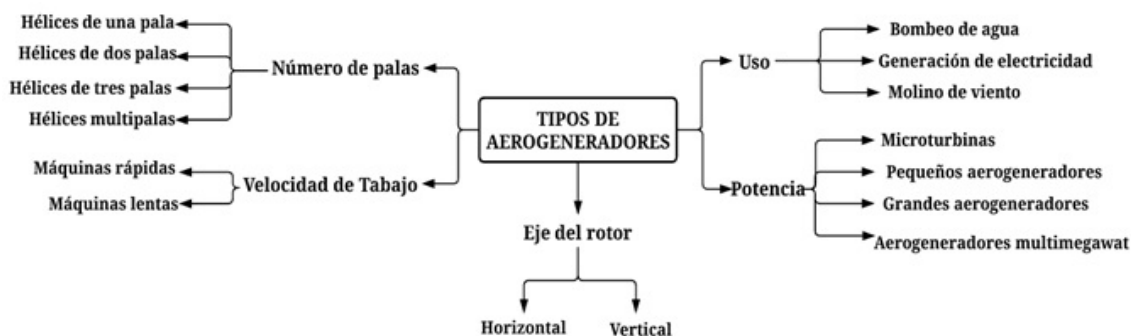 Hélices de una pala
Hélices de dos palas
Hélices de tres palas
Hélices multipalas
Número de palas
Máquinas rápidas
Máquinas lentas
Velocidad de Tabajo
TIPOS DE
AEROGENERADORES
Eje del rotor
Horizontal
Vertical
Uso
Bombeo de agua
Generación de electricidad
Molino de viento
Potencia
Microturbinas
Pequeños aerogeneradores
Grandes aerogeneradores
Aerogeneradores multimegawat